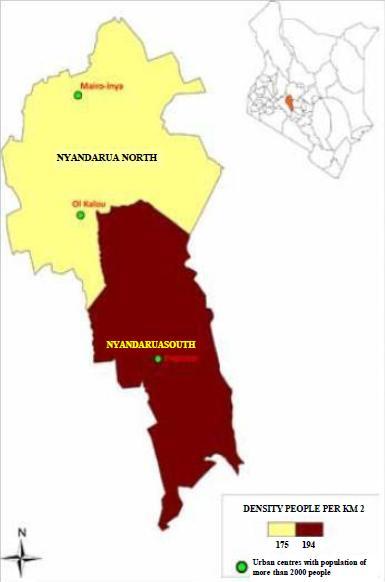 Mairo-inya
NYANDARUA NORTH
Ol Kalou
NYANDARUASOUTH
DENSITY PEOPLE PER KM 2
175 194
Urban centres with population of
more than 2000 people
N